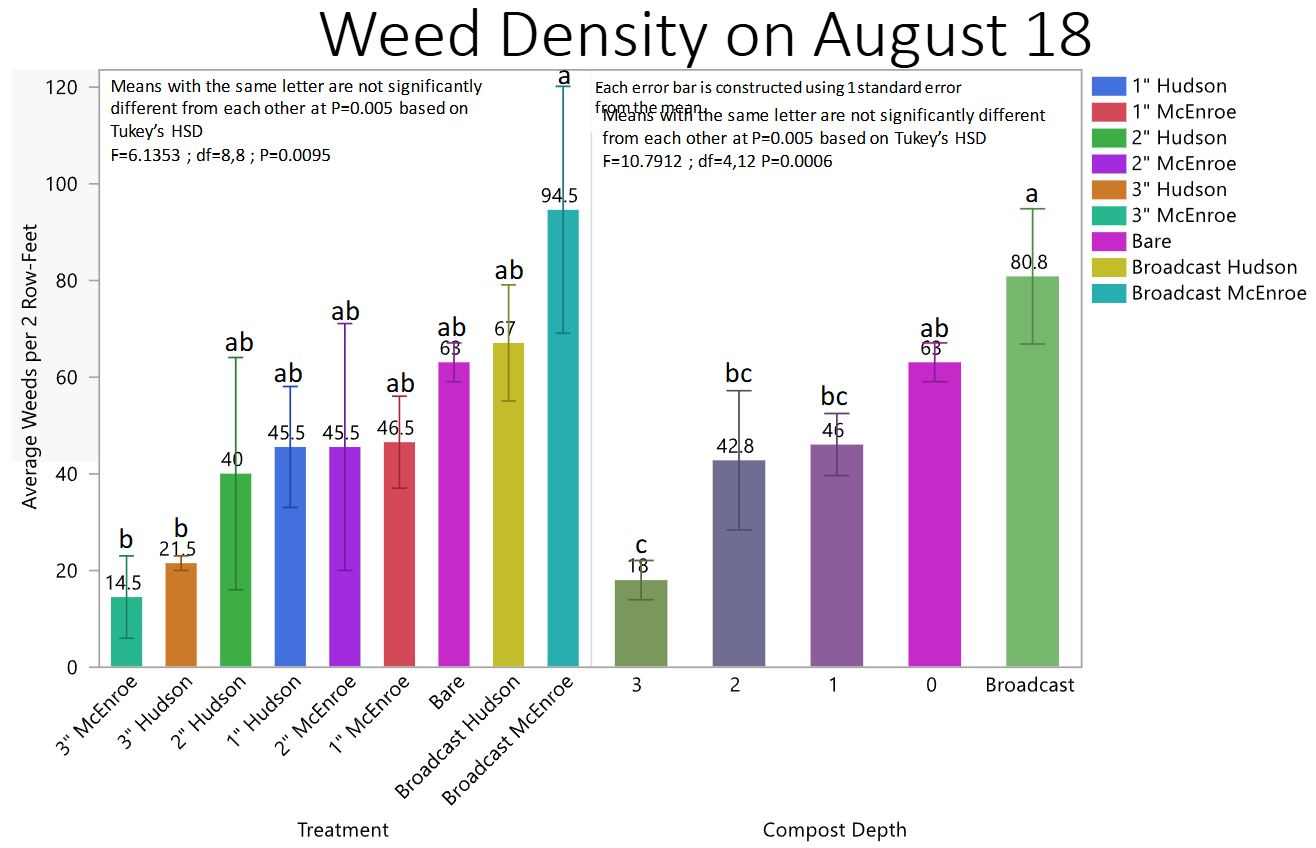 Weed Density on August 18
Means with the same letter are not significantly
different from each other at P=0.005 based on
Tukey’s HSD
F=6.1353 ; df=8,8 ; P=0.0095
Each error bar is constructed using 1 standard error
from the mean.
Means with the same letter are not significantly different
from each other at P=0.005 based on Tukey’s HSD
F=10.7912 ; df=4,12 P=0.0006
1" Hudson
1" McEnroe
2" Hudson
2" McEnroe
3" Hudson
3" McEnroe
Bare
Broadcast Hudson
Broadcast McEnroe
Average Weeds per 2 Row-Feet
120
100
80
60
40
20
0
b
14.5
b
21.5
ab
40
ab
45.5
ab
45.5
ab
46.5
ab
63
ab
67
a
94.5
c
18
bc
42.8
bc
46
ab
63
a
80.8
3" McEnroe
3" Hudson
2" Hudson
1" Hudson
2" McEnroe
1" McEnroe
Bare
Broadcast Hudson
Broadcast McEnroe
3
2
1
0
Broadcast
Treatment
Compost Depth